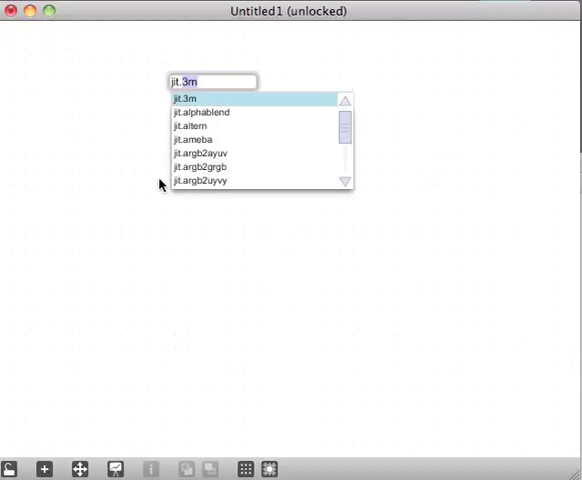 Untitled1 (unlocked)
jit.3m
jit.3m
jit.alphablend
jit.altern
jit.ameba
jit.argb2ayuv
jit.argb2grgb
jit.argb2uyvy